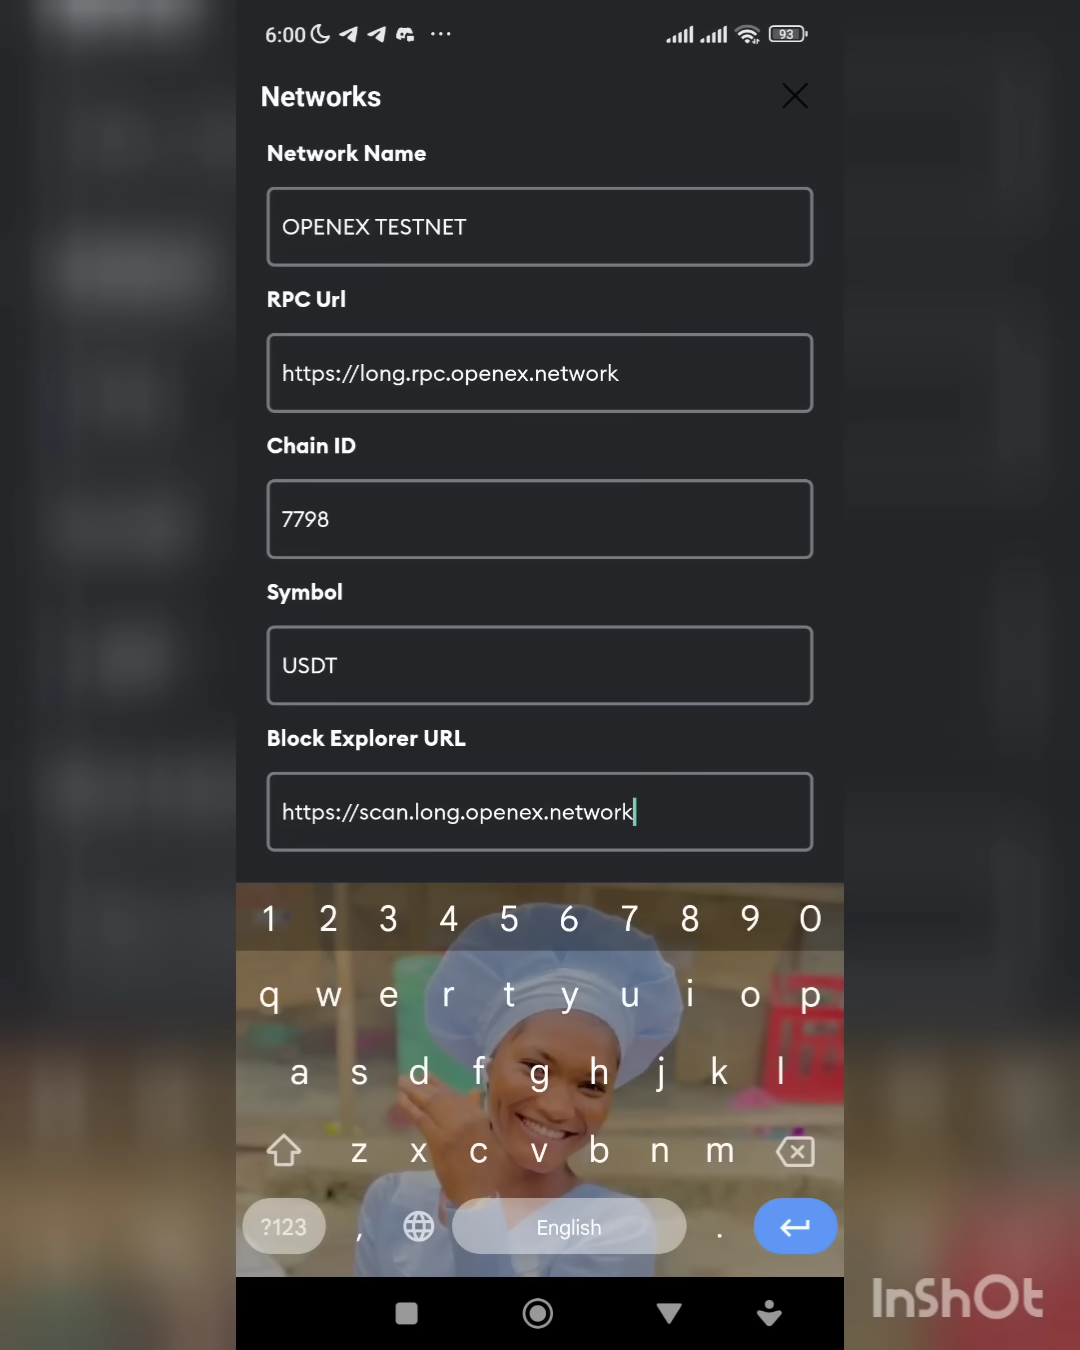 6:00 93
Networks
Network Name
OPENEX TESTNET
RPC Url
https://long.rpc.openex.network
Chain ID
7798
Symbol
USDT
Block Explorer URL
https://scan.long.openex.network
1 2 3 4 5 6 7 8 9 0
q w e r t y u i o p
a s d f g h j k l
z x c v b n m
?123 , English .
InShOt